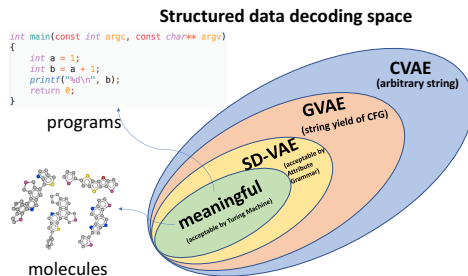 Structured data decoding space
int main(const int argc, const char** argv)
{
int a = 1;
int b = a + 1;
printf("%d\n", b);
return 0;
}
programs
molecules
CVAE
(arbitrary string)
GVAE
(string yield of CFG)
SD-VAE
(acceptable by
Attribute
Grammar)
meaningful
(acceptable by Turing Machine)